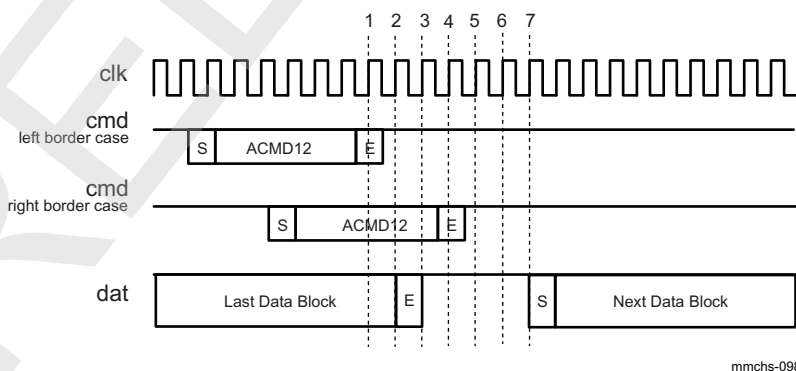 1 2 3 4 5 6 7
clk
cmd
left border case
S ACMD12 E
cmd
right border case
S ACMD12 E
dat
Last Data Block E S Next Data Block
mmchs-098